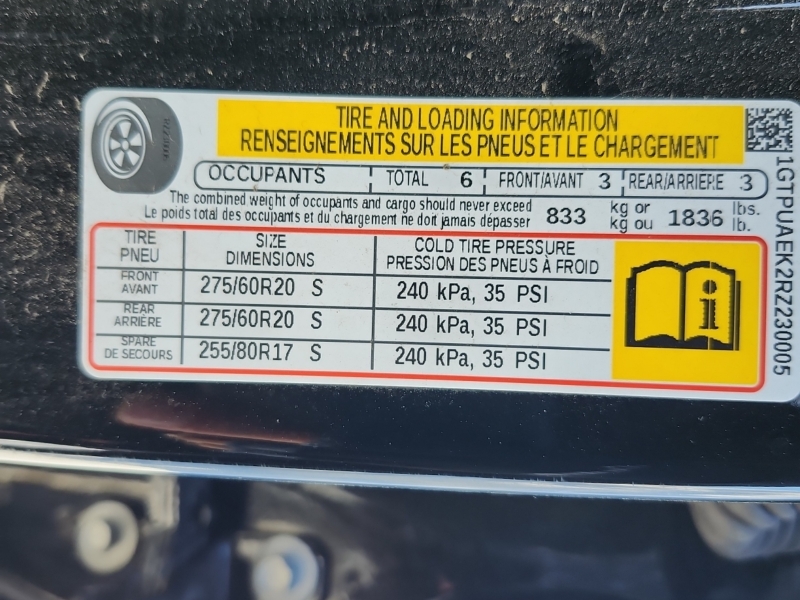 TIRE AND LOADING INFORMATION
RENSEIGNEMENTS SUR LES PNEUS ET LE CHARGEMENT
OCCUPANTS TOTAL 6 FRONT/AVANT 3 REAR/ARRIERE 3
The combined weight of occupants and cargo should never exceed 833 kg or 1836 lbs.
Le poids total des occupants et du chargement ne doit jamais dépasser kg ou lb.
TIRE SIZE COLD TIRE PRESSURE
PNEU DIMENSIONS PRESSION DES PNEUS À FROID
FRONT
AVANT 275/60R20 S 240 kPa, 35 PSI
REAR
ARRIÈRE 275/60R20 S 240 kPa, 35 PSI
SPARE
DE SECOURS 255/80R17 S 240 kPa, 35 PSI
i
1GTPUAEK2RZ230005